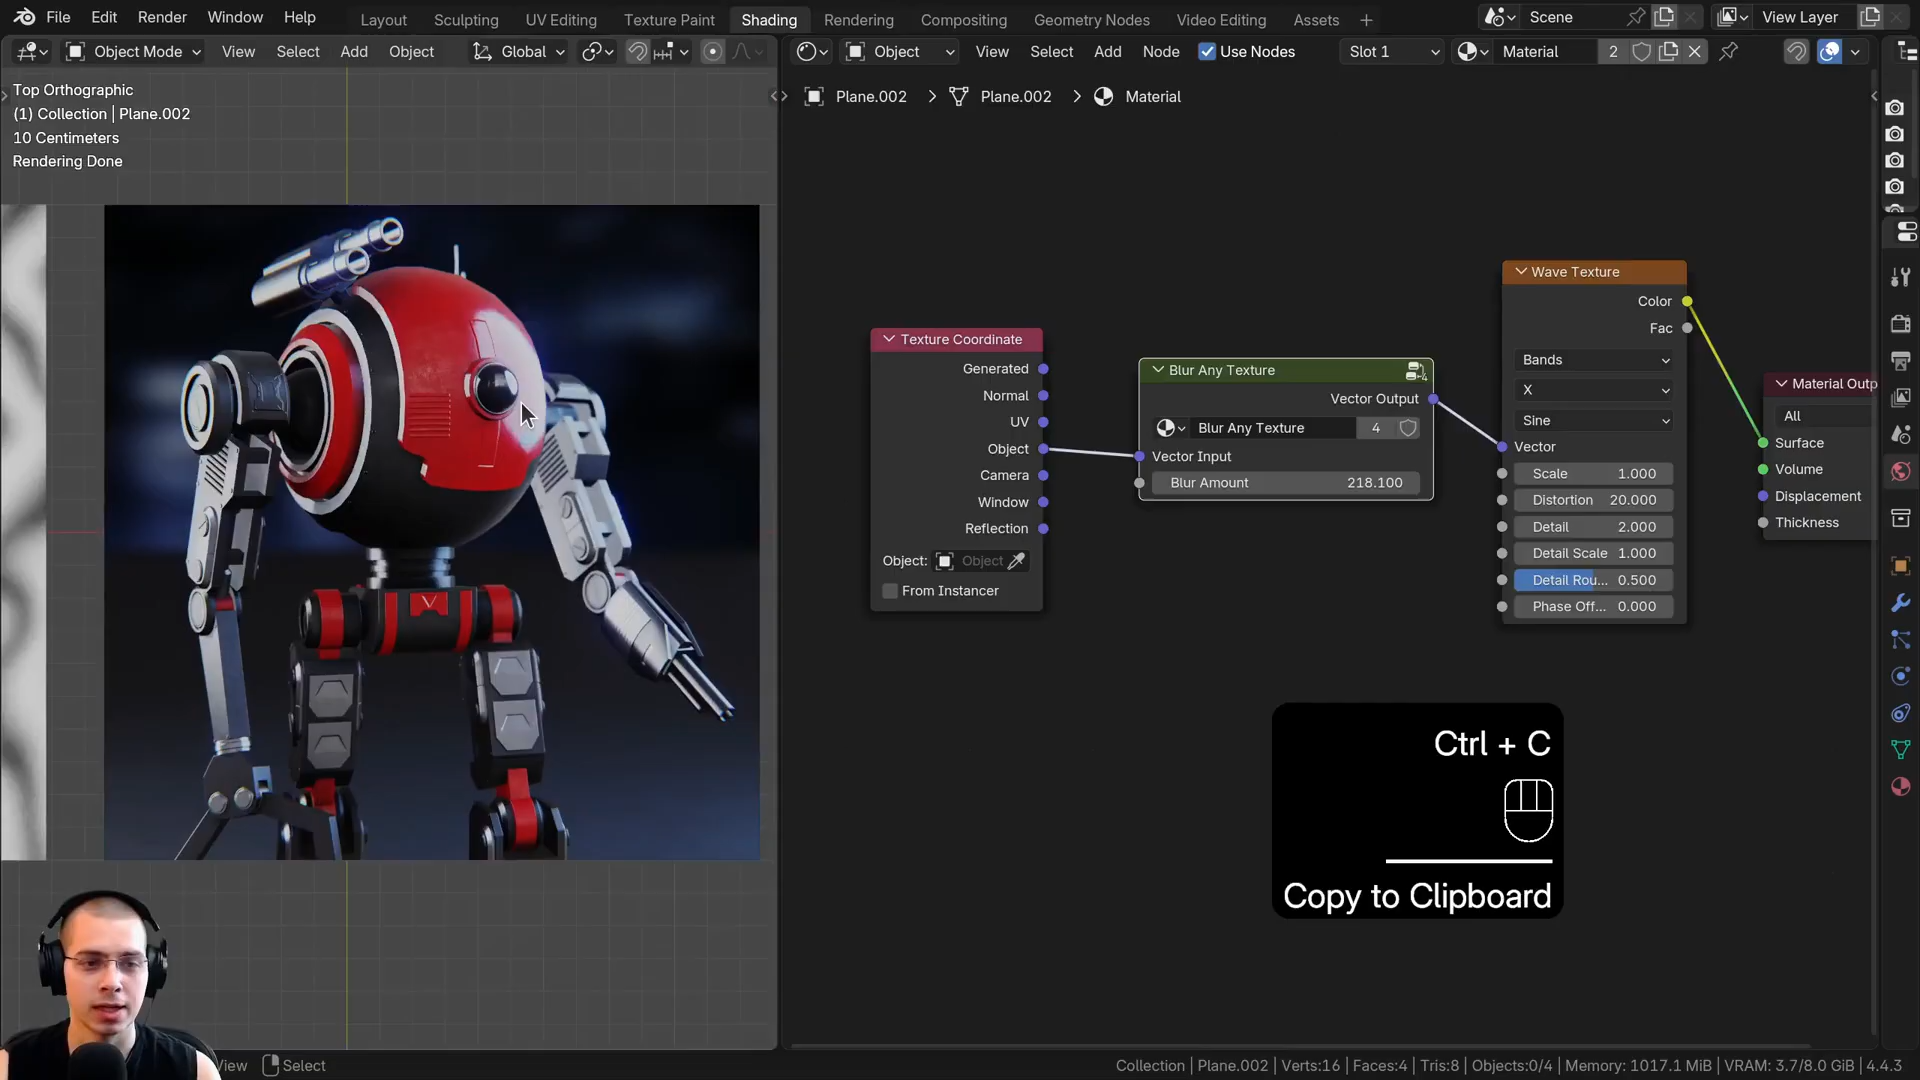 File Edit Render Window Help Layout Sculpting UV Editing Texture Paint Shading Rendering Compositing Geometry Nodes Video Editing Assets + Scene View Layer
Object Mode View Select Add Object Global Object View Select Add Node Use Nodes Slot 1 Material 2
Top Orthographic
(1) Collection | Plane.002
10 Centimeters
Rendering Done
Plane.002 > Plane.002 > Material
Texture Coordinate
Generated
Normal
UV
Object
Camera
Window
Reflection
Object: Object
From Instancer
Blur Any Texture
Vector Output
Blur Any Texture 4
Vector Input
Blur Amount 218.100
Wave Texture
Color
Fac
Bands
X
Sine
Vector
Scale 1.000
Distortion 20.000
Detail 2.000
Detail Scale 1.000
Detail Rou... 0.500
Phase Off... 0.000
Material Outp
All
Surface
Volume
Displacement
Thickness
Ctrl + C
Copy to Clipboard
View Select
Collection | Plane.002 | Verts:16 | Faces:4 | Tris:8 | Objects:0/4 | Memory: 1017.1 MiB | VRAM: 3.7/8.0 GiB | 4.4.3